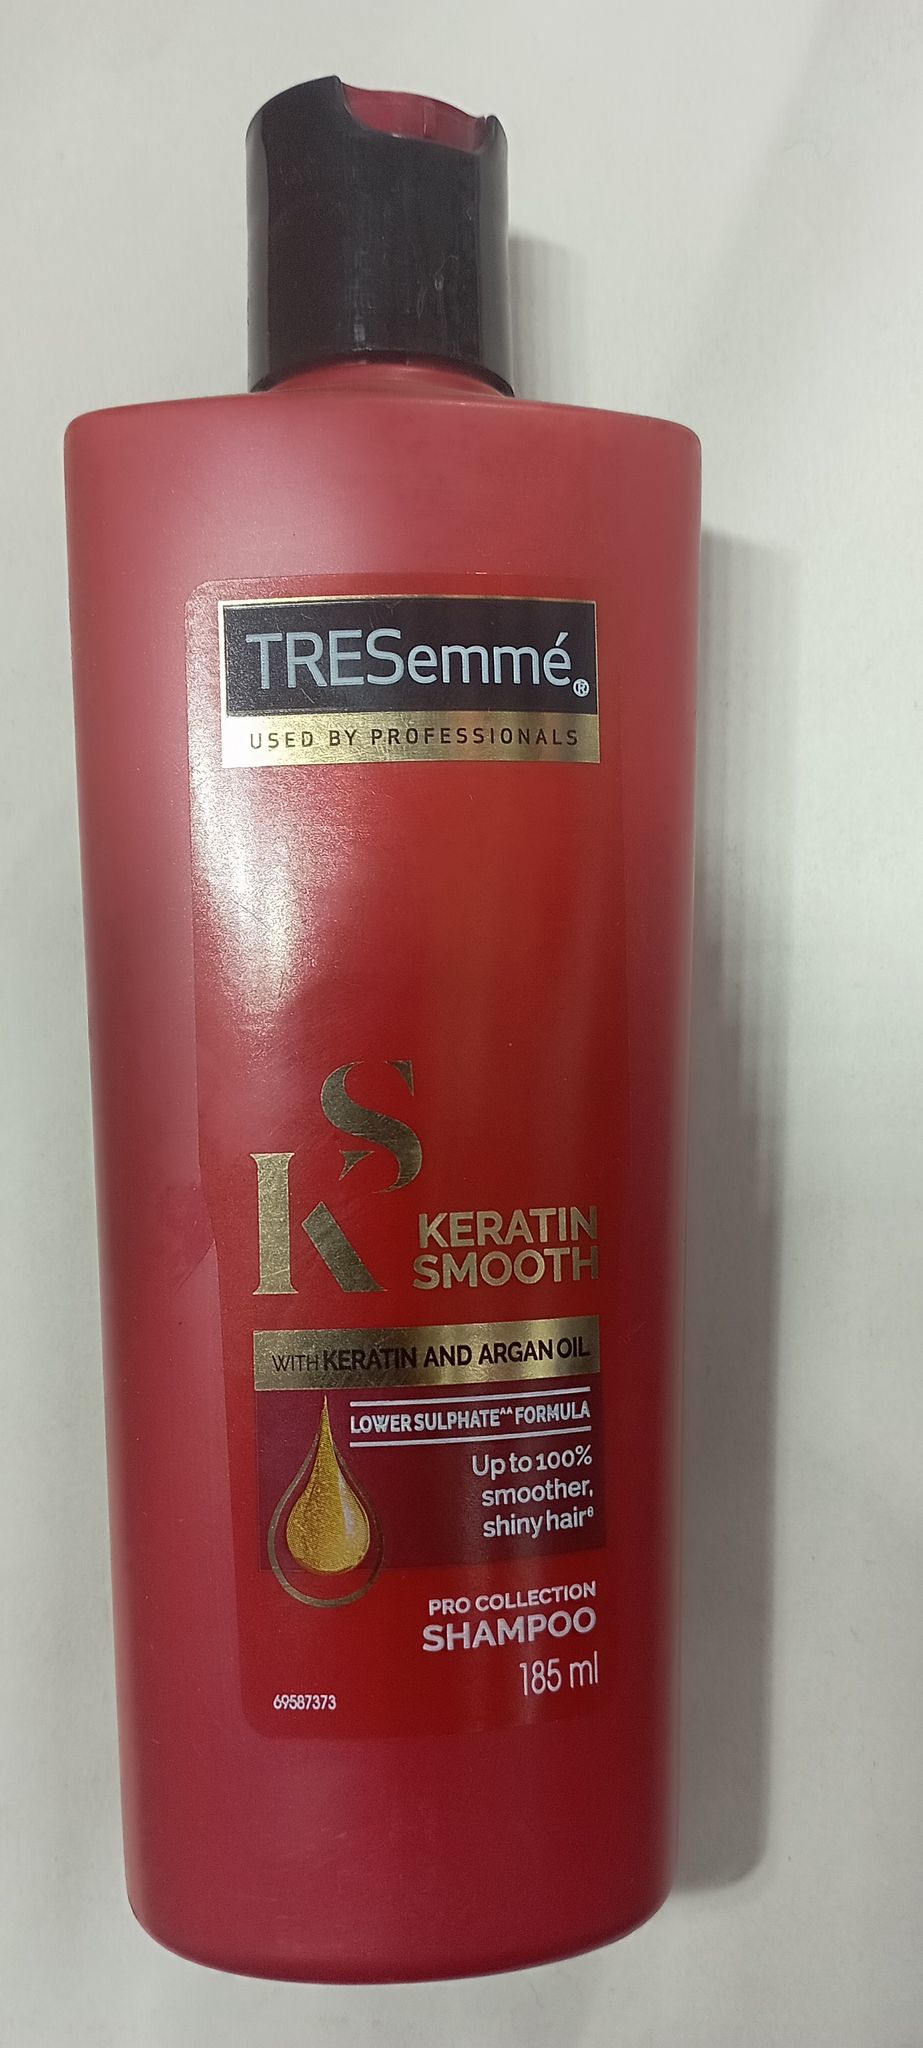 TRESemmé®
USED BY PROFESSIONALS
KS
KERATIN
SMOOTH
WITH KERATIN AND ARGAN OIL
LOWER SULPHATE^^ FORMULA
Up to 100%
smoother,
shiny hair⁶
PRO COLLECTION
SHAMPOO
185 ml
69587373